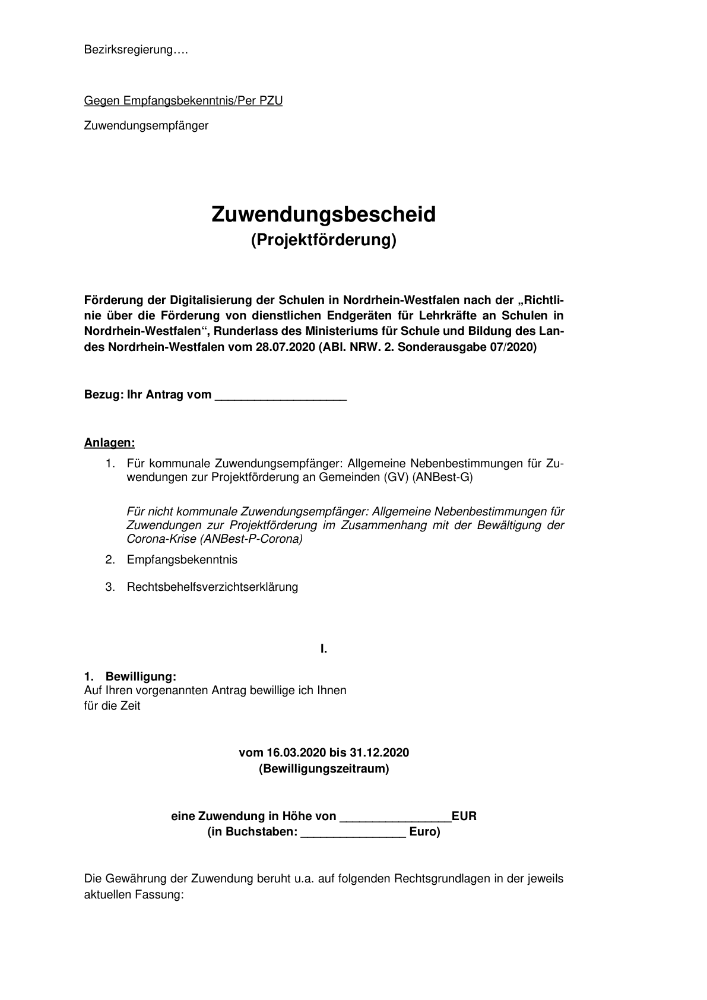 Bezirksregierung….
Gegen Empfangsbekenntnis/Per PZU
Zuwendungsempfänger
Zuwendungsbescheid
(Projektförderung)
Förderung der Digitalisierung der Schulen in Nordrhein-Westfalen nach der „Richtli-
nie über die Förderung von dienstlichen Endgeräten für Lehrkräfte an Schulen in
Nordrhein-Westfalen“, Runderlass des Ministeriums für Schule und Bildung des Lan-
des Nordrhein-Westfalen vom 28.07.2020 (ABl. NRW. 2. Sonderausgabe 07/2020)
Bezug: Ihr Antrag vom ____________________
Anlagen:
1. Für kommunale Zuwendungsempfänger: Allgemeine Nebenbestimmungen für Zu-
wendungen zur Projektförderung an Gemeinden (GV) (ANBest-G)
Für nicht kommunale Zuwendungsempfänger: Allgemeine Nebenbestimmungen für
Zuwendungen zur Projektförderung im Zusammenhang mit der Bewältigung der
Corona-Krise (ANBest-P-Corona)
2. Empfangsbekenntnis
3. Rechtsbehelfsverzichtserklärung
I.
1. Bewilligung:
Auf Ihren vorgenannten Antrag bewillige ich Ihnen
für die Zeit
vom 16.03.2020 bis 31.12.2020
(Bewilligungszeitraum)
eine Zuwendung in Höhe von _________________EUR
(in Buchstaben: ________________ Euro)
Die Gewährung der Zuwendung beruht u.a. auf folgenden Rechtsgrundlagen in der jeweils
aktuellen Fassung: